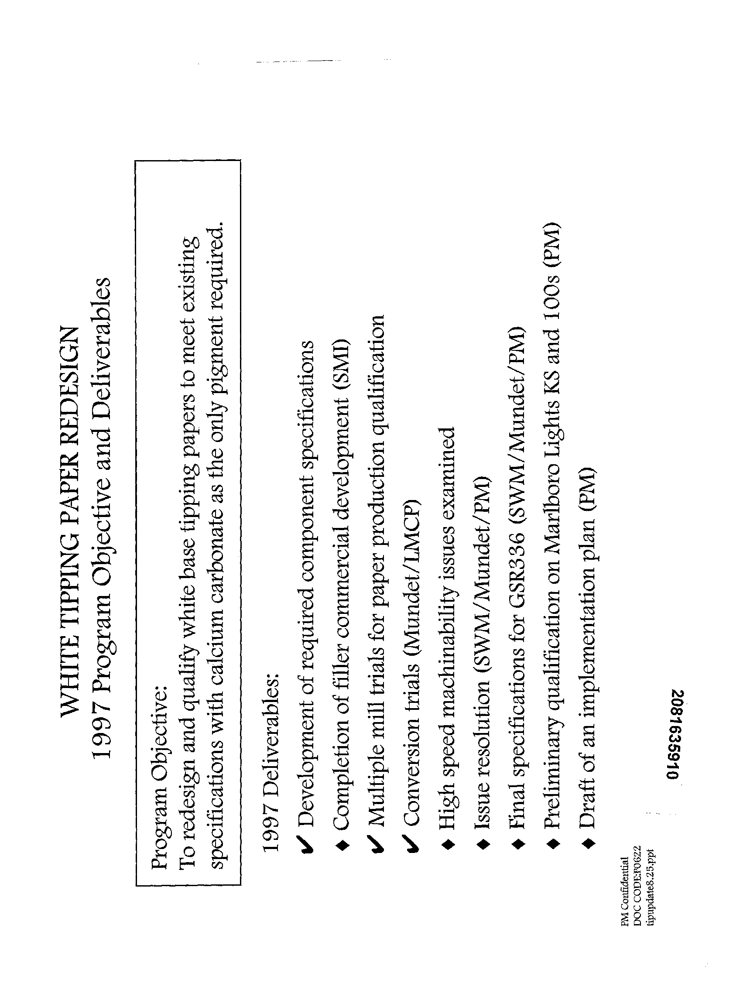 WHITE TIPPING PAPER REDESIGN
1997 Program Objective and Deliverables
Program Objective:
To redesign and qualify white base tipping papers to meet existing
specifications with calcium carbonate as the only pigment required.
1997 Deliverables:
✔ Development of required component specifications
◆ Completion of filler commercial development (SMI)
✔ Multiple mill trials for paper production qualification
✔ Conversion trials (Mundet/LMCP)
◆ High speed machinability issues examined
◆ Issue resolution (SWM/Mundet/PM)
◆ Final specifications for GSR336 (SWM/Mundet/PM)
◆ Preliminary qualification on Marlboro Lights KS and 100s (PM)
◆ Draft of an implementation plan (PM)
PM Confidential
DOC CODE:P0622
tipupdate8.25.ppt
2081635910